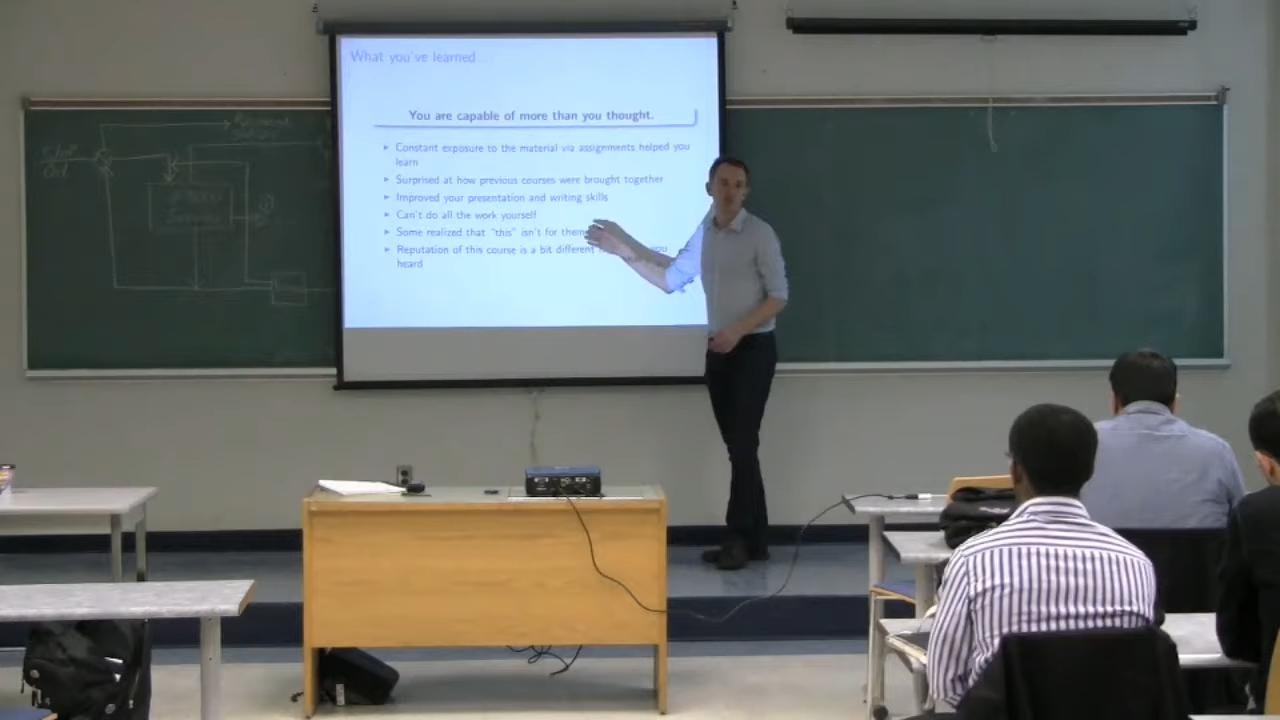 What you've learned...
You are capable of more than you thought.
Constant exposure to the material via assignments helped you
learn
Surprised at how previous courses were brought together
Improved your presentation and writing skills
Can't do all the work yourself
Some realized that "this" isn't for them
Reputation of this course is a bit different you
heard